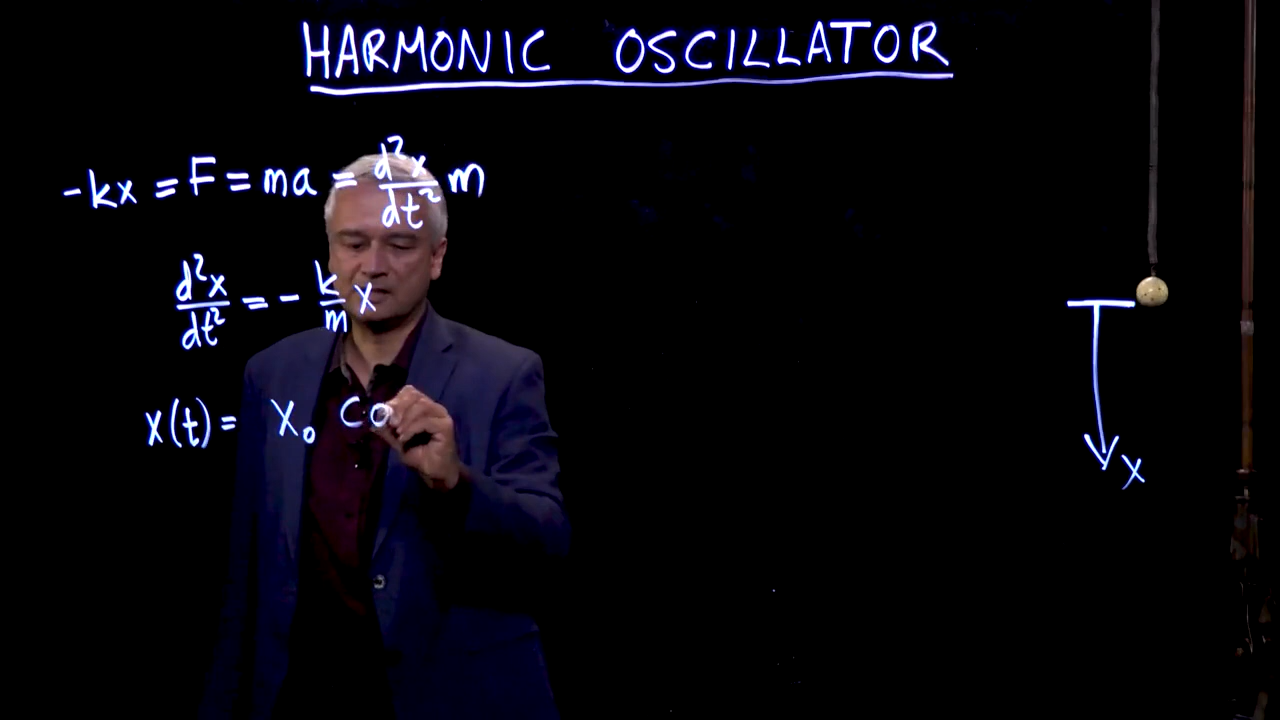 HARMONIC OSCILLATOR
-kx = F = ma = d²x/dt² m
d²x/dt² = - k/m x
x(t) = x₀ co
x